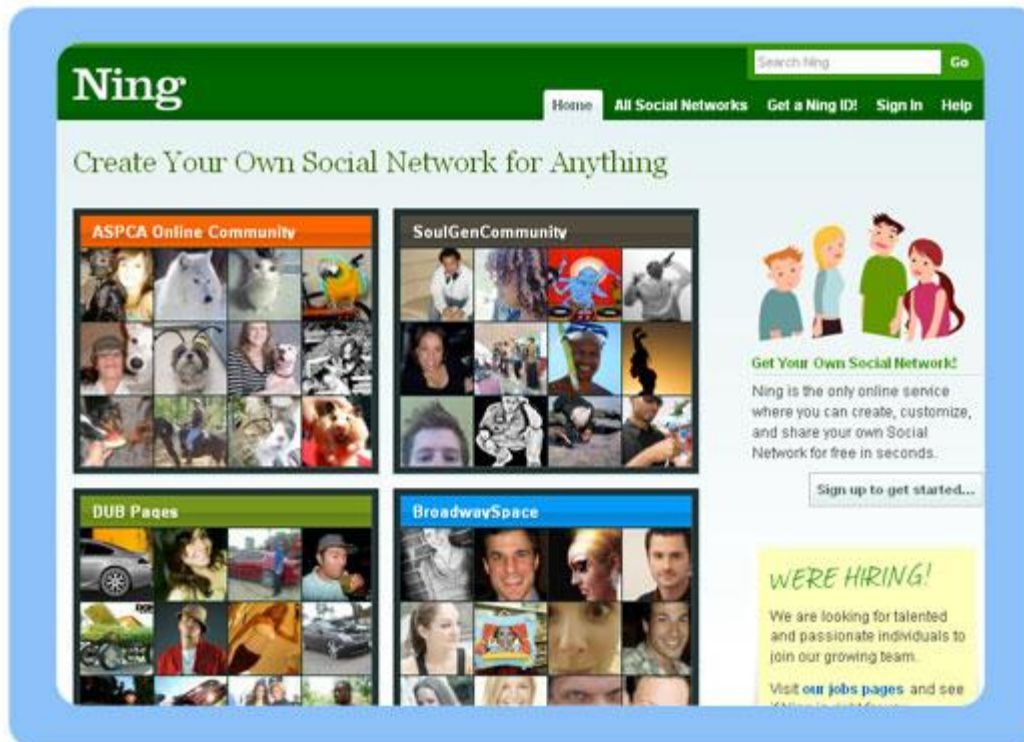 Search Ning
Go
Ning
Home
All Social Networks
Get a Ning ID!
Sign In
Help
Create Your Own Social Network for Anything
ASPCA Online Community
SoulGenCommunity
Get Your Own Social Network!
Ning is the only online service
where you can create, customize,
and share your own Social
Network for free in seconds.
Sign up to get started...
DUB Pages
BroadwaySpace
WE'RE HIRING!
We are looking for talented
and passionate individuals to
join our growing team.
Visit our jobs pages and see